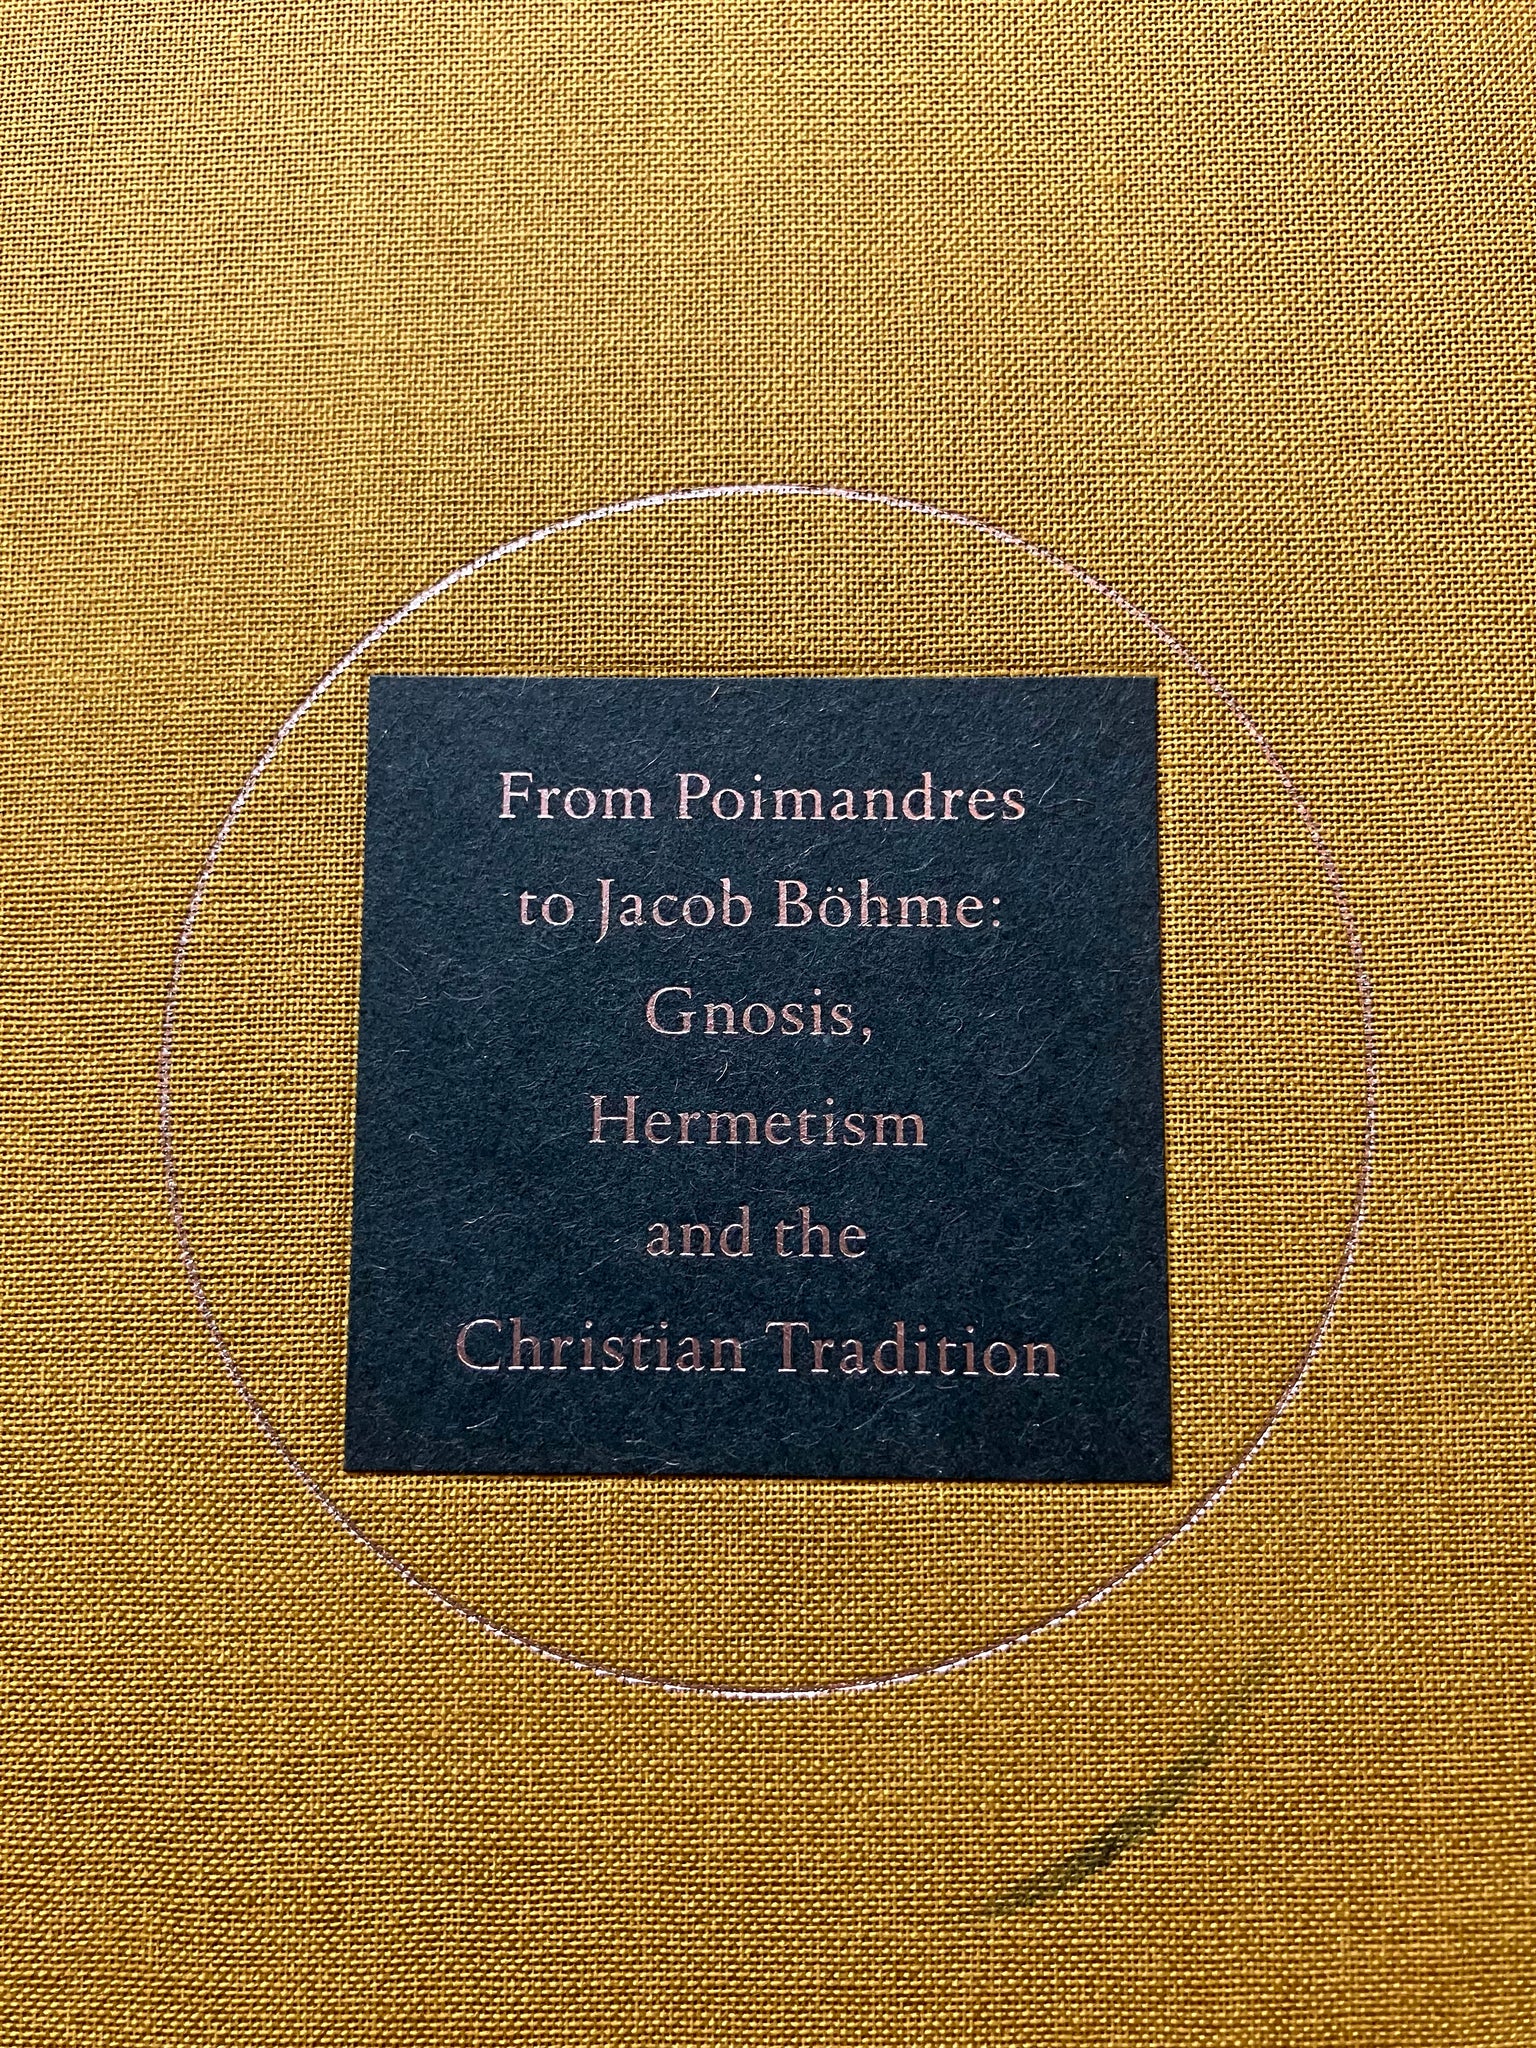 From Poimandres
to Jacob Böhme:
Gnosis,
Hermetism
and the
Christian Tradition